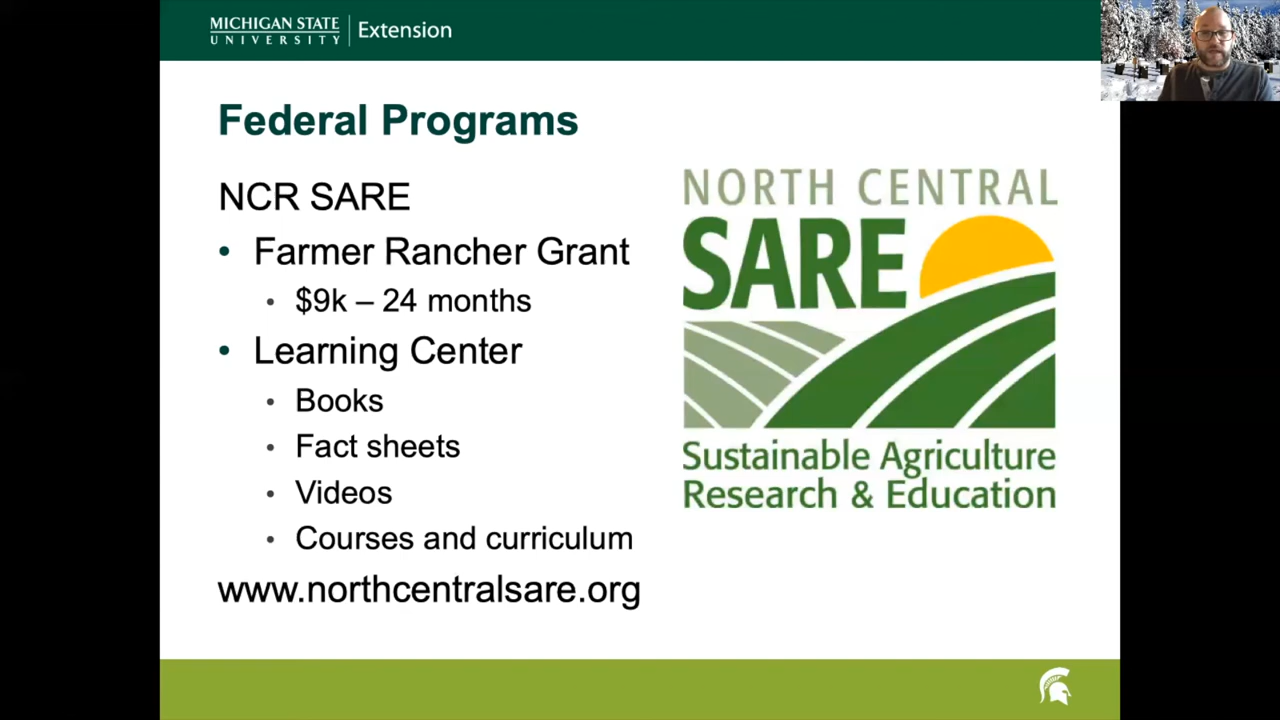 MICHIGAN STATE
UNIVERSITY
Extension
Federal Programs
NCR SARE
• Farmer Rancher Grant
• $9k – 24 months
• Learning Center
• Books
• Fact sheets
• Videos
• Courses and curriculum
www.northcentralsare.org
NORTH CENTRAL
SARE
Sustainable Agriculture
Research & Education